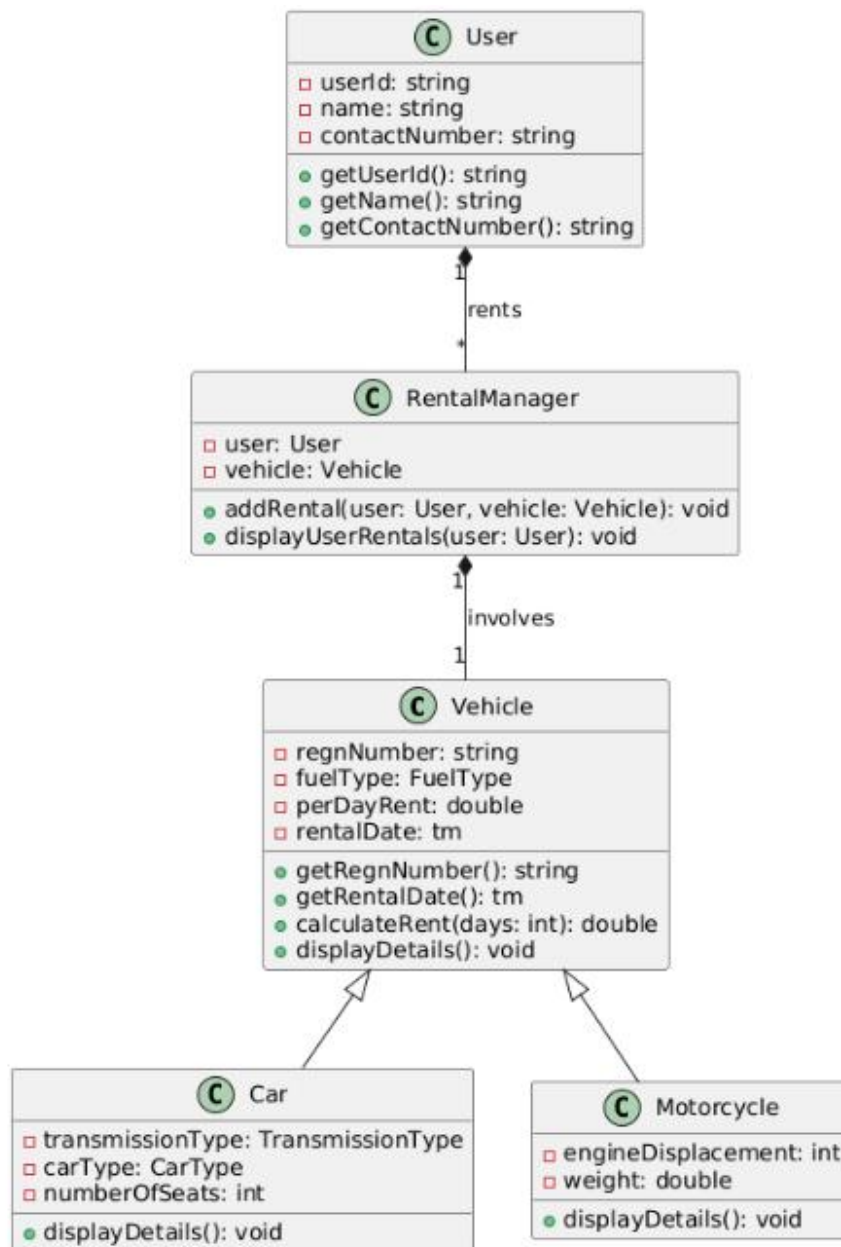 C User
userId: string
name: string
contactNumber: string
getUserId(): string
getName(): string
getContactNumber(): string
1
rents
*
C RentalManager
user: User
vehicle: Vehicle
addRental(user: User, vehicle: Vehicle): void
displayUserRentals(user: User): void
1
involves
1
C Vehicle
regnNumber: string
fuelType: FuelType
perDayRent: double
rentalDate: tm
getRegnNumber(): string
getRentalDate(): tm
calculateRent(days: int): double
displayDetails(): void
C Car
transmissionType: TransmissionType
carType: CarType
numberOfSeats: int
displayDetails(): void
C Motorcycle
engineDisplacement: int
weight: double
displayDetails(): void